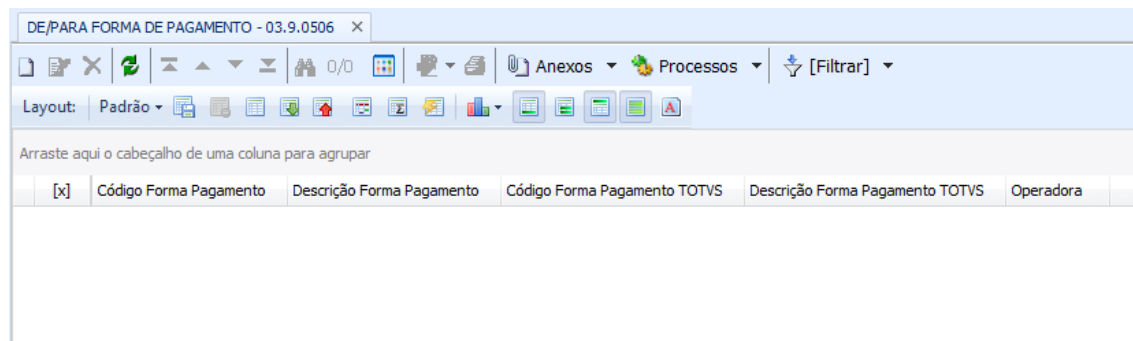 DE/PARA FORMA DE PAGAMENTO - 03.9.0506
0/0 Anexos Processos [Filtrar]
Layout: Padrão
Arraste aqui o cabeçalho de uma coluna para agrupar
[x] Código Forma Pagamento Descrição Forma Pagamento Código Forma Pagamento TOTVS Descrição Forma Pagamento TOTVS Operadora